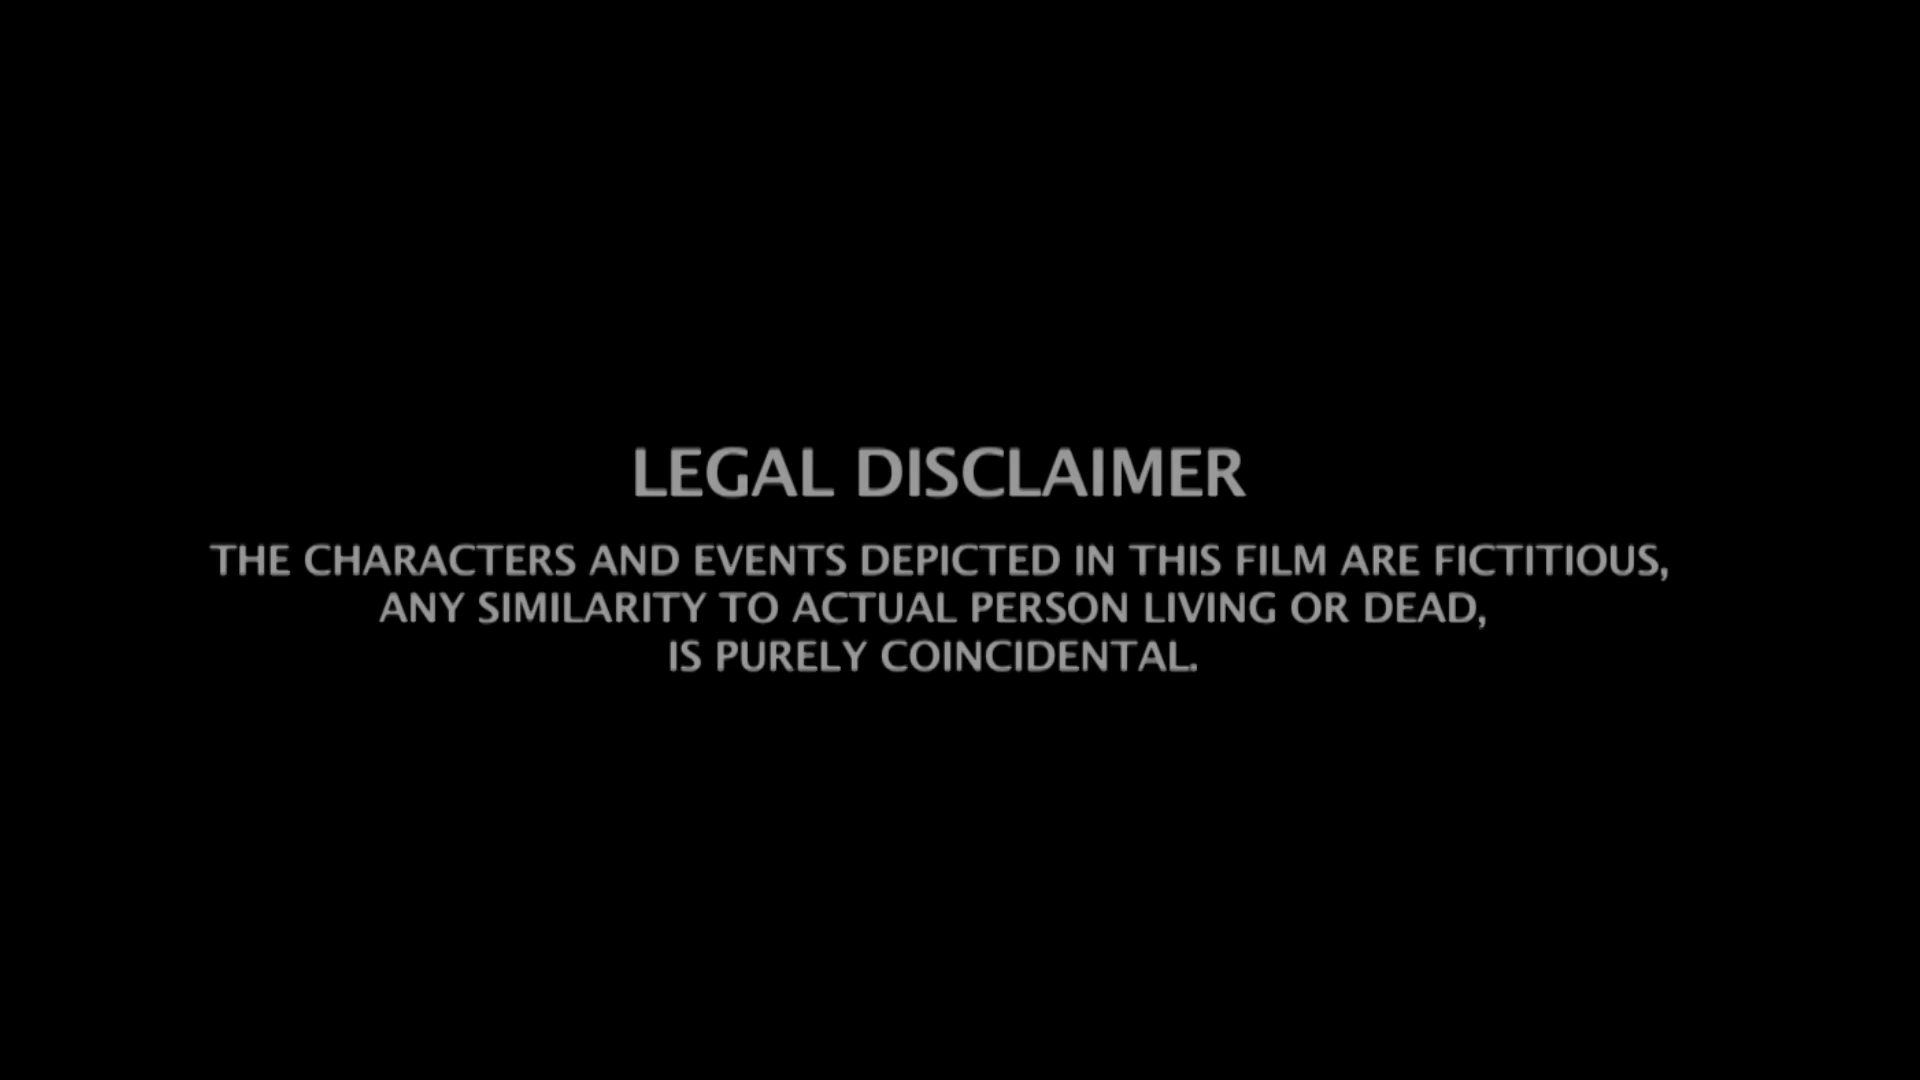 LEGAL DISCLAIMER
THE CHARACTERS AND EVENTS DEPICTED IN THIS FILM ARE FICTITIOUS,
ANY SIMILARITY TO ACTUAL PERSON LIVING OR DEAD,
IS PURELY COINCIDENTAL.